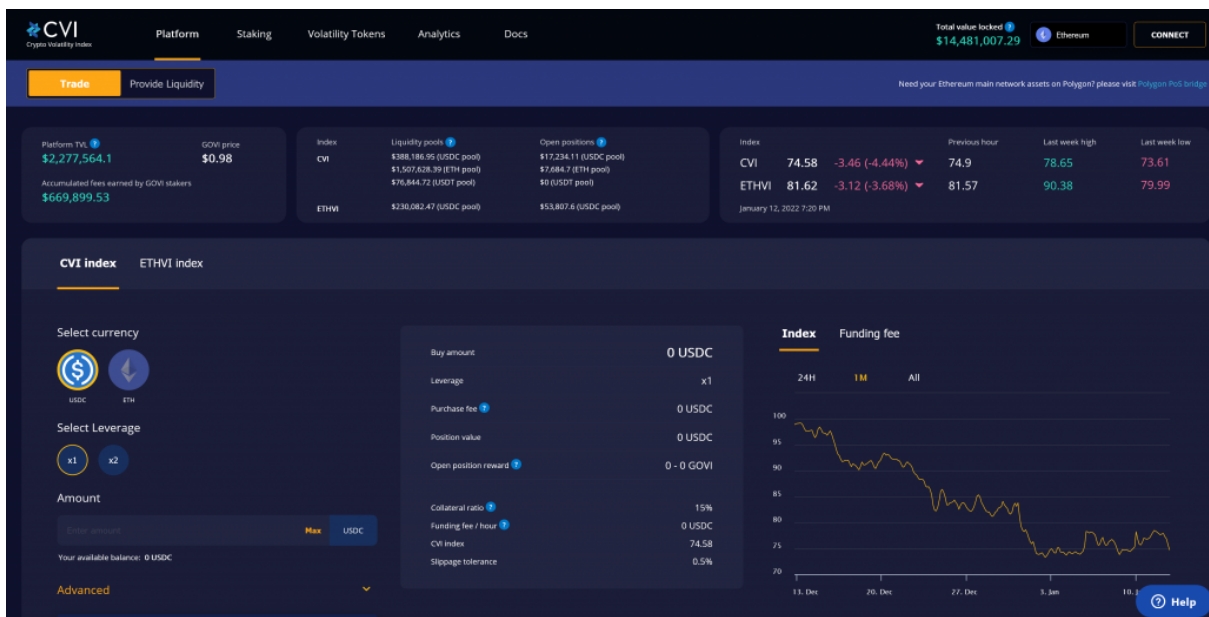 CVI
Crypto Volatility Index
Platform Staking Volatility Tokens Analytics Docs
Total value locked ?
$14,481,007.29
Ethereum
CONNECT
Trade Provide Liquidity
Need your Ethereum main network assets on Polygon? please visit Polygon PoS bridge
Platform TVL ? GOVI price
$2,277,564.1 $0.98
Accumulated fees earned by GOVI stakers
$669,899.53
Index Liquidity pools ? Open positions ?
CVI $388,186.95 (USDC pool) $17,234.11 (USDC pool)
$1,507,628.39 (ETH pool) $7,684.7 (ETH pool)
$76,844.72 (USDT pool) $0 (USDT pool)
ETHVI $230,082.47 (USDC pool) $53,807.6 (USDC pool)
Index Previous hour Last week high Last week low
CVI 74.58 -3.46 (-4.44%) 74.9 78.65 73.61
ETHVI 81.62 -3.12 (-3.68%) 81.57 90.38 79.99
January 12, 2022 7:20 PM
CVI index ETHVI index
Select currency
USDC ETH
Select Leverage
x1 x2
Amount
Enter amount Max USDC
Your available balance: 0 USDC
Advanced
Buy amount 0 USDC
Leverage x1
Purchase fee ? 0 USDC
Position value 0 USDC
Open position reward ? 0 - 0 GOVI
Collateral ratio ? 15%
Funding fee / hour ? 0 USDC
CVI index 74.58
Slippage tolerance 0.5%
Index Funding fee
24H 1M All
100
95
90
85
80
75
70
13. Dec 20. Dec 27. Dec 3. Jan 10. J
? Help